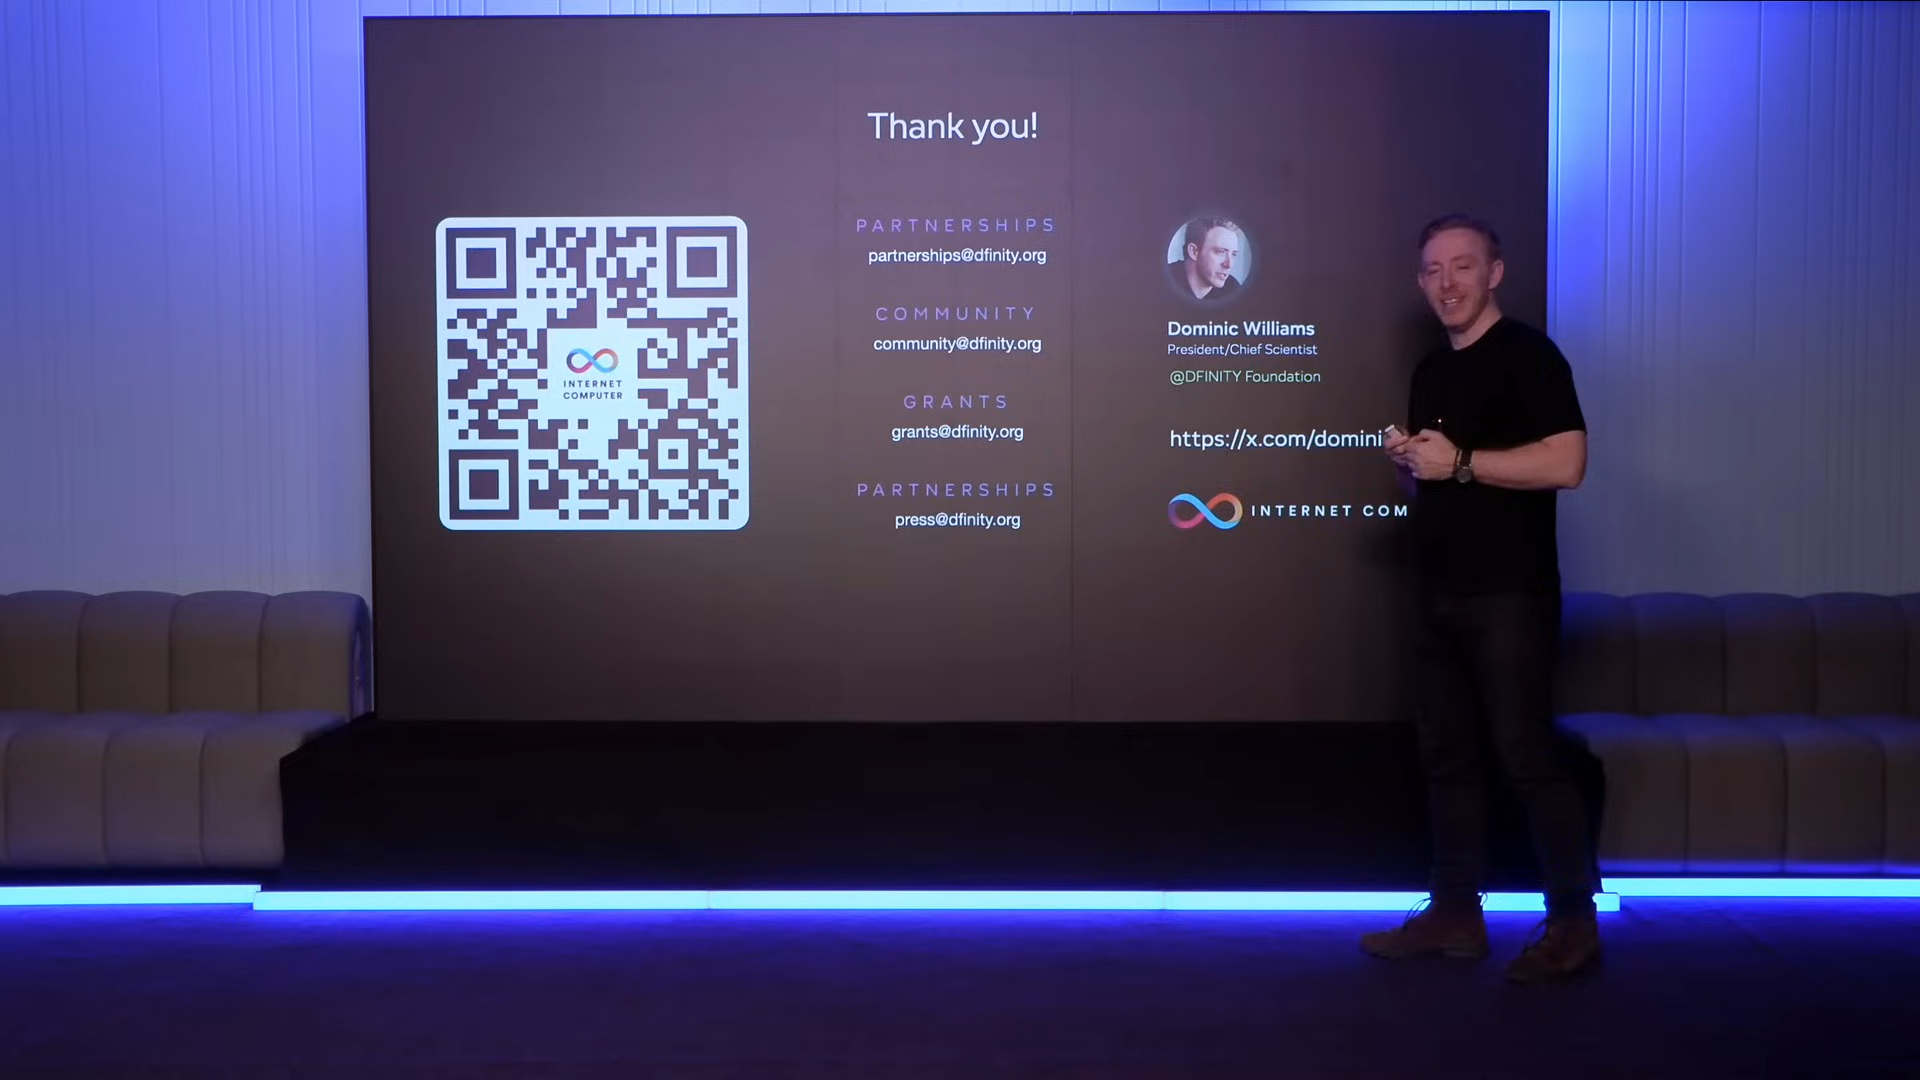 Thank you!
INTERNET
COMPUTER
PARTNERSHIPS
partnerships@dfinity.org
COMMUNITY
community@dfinity.org
GRANTS
grants@dfinity.org
PARTNERSHIPS
press@dfinity.org
Dominic Williams
President/Chief Scientist
@DFINITY Foundation
https://x.com/domini
INTERNET COM